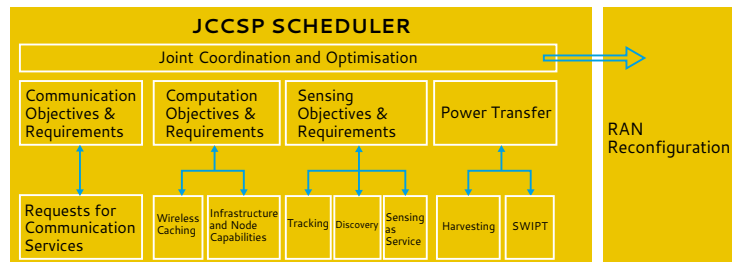 JCCSP SCHEDULER
Joint Coordination and Optimisation
Communication
Objectives &
Requirements
Computation
Objectives &
Requirements
Sensing
Objectives &
Requirements
Power Transfer
RAN
Reconfiguration
Requests for
Communication
Services
Wireless
Caching
Infrastructure
and Node
Capabilities
Tracking
Discovery
Sensing
as
Service
Harvesting
SWIPT